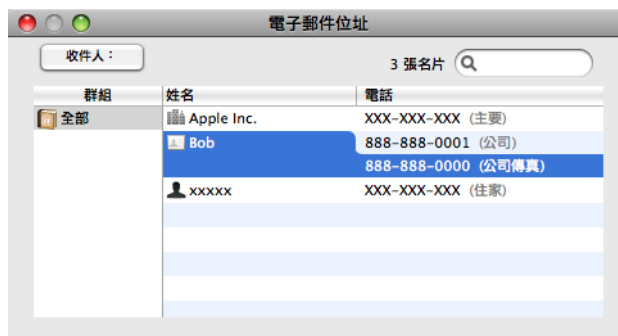 電子郵件位址
收件人：
3 張名片
群組 姓名 電話
全部 Apple Inc. XXX-XXX-XXX (主要)
Bob 888-888-0001 (公司)
888-888-0000 (公司傳真)
xxxxx XXX-XXX-XXX (住家)